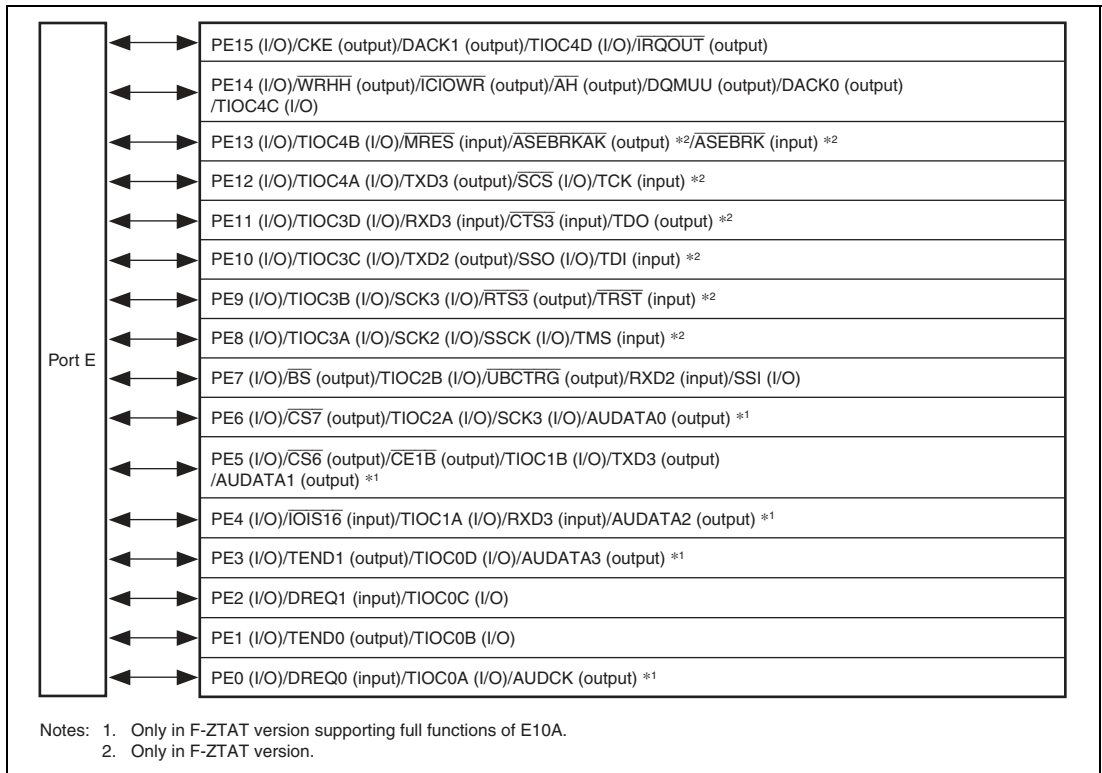 PE15 (I/O)/CKE (output)/DACK1 (output)/TIOC4D (I/O)/IRQOUT (output)
PE14 (I/O)/WRHH (output)/ICIOWR (output)/AH (output)/DQMUU (output)/DACK0 (output)
/TIOC4C (I/O)
PE13 (I/O)/TIOC4B (I/O)/MRES (input)/ASEBRKAK (output) *2/ASEBRK (input) *2
PE12 (I/O)/TIOC4A (I/O)/TXD3 (output)/SCS (I/O)/TCK (input) *2
PE11 (I/O)/TIOC3D (I/O)/RXD3 (input)/CTS3 (input)/TDO (output) *2
PE10 (I/O)/TIOC3C (I/O)/TXD2 (output)/SSO (I/O)/TDI (input) *2
PE9 (I/O)/TIOC3B (I/O)/SCK3 (I/O)/RTS3 (output)/TRST (input) *2
PE8 (I/O)/TIOC3A (I/O)/SCK2 (I/O)/SSCK (I/O)/TMS (input) *2
Port E
PE7 (I/O)/BS (output)/TIOC2B (I/O)/UBCTRG (output)/RXD2 (input)/SSI (I/O)
PE6 (I/O)/CS7 (output)/TIOC2A (I/O)/SCK3 (I/O)/AUDATA0 (output) *1
PE5 (I/O)/CS6 (output)/CE1B (output)/TIOC1B (I/O)/TXD3 (output)
/AUDATA1 (output) *1
PE4 (I/O)/IOIS16 (input)/TIOC1A (I/O)/RXD3 (input)/AUDATA2 (output) *1
PE3 (I/O)/TEND1 (output)/TIOC0D (I/O)/AUDATA3 (output) *1
PE2 (I/O)/DREQ1 (input)/TIOC0C (I/O)
PE1 (I/O)/TEND0 (output)/TIOC0B (I/O)
PE0 (I/O)/DREQ0 (input)/TIOC0A (I/O)/AUDCK (output) *1
Notes: 1. Only in F-ZTAT version supporting full functions of E10A.
2. Only in F-ZTAT version.